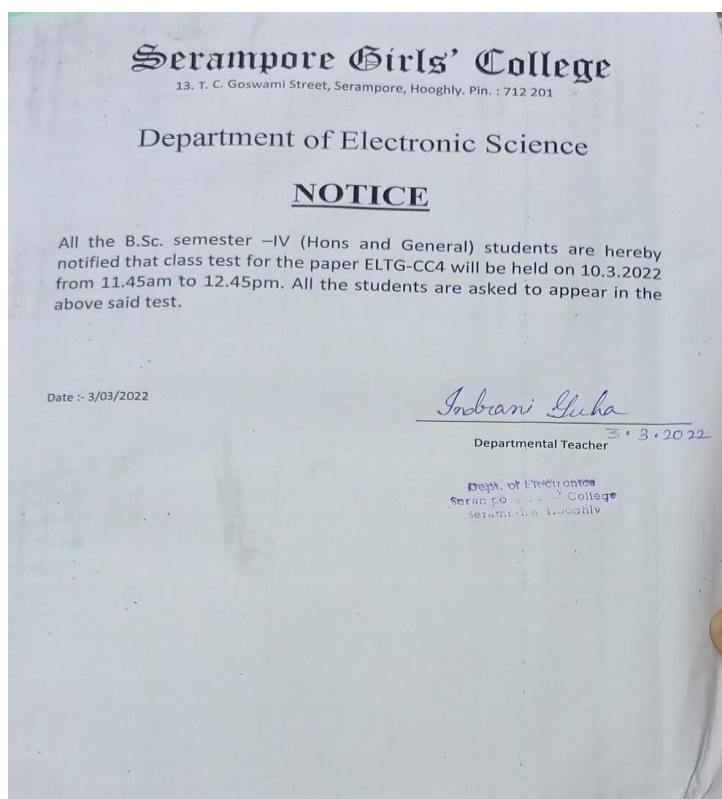 Serampore Girls' College
13. T. C. Goswami Street, Serampore, Hooghly. Pin. : 712 201
Department of Electronic Science
NOTICE
All the B.Sc. semester –IV (Hons and General) students are hereby
notified that class test for the paper ELTG-CC4 will be held on 10.3.2022
from 11.45am to 12.45pm. All the students are asked to appear in the
above said test.
Date :- 3/03/2022
Indrani Guha
3.3.2022
Departmental Teacher
Dept. of Electronics
College
Hooghly